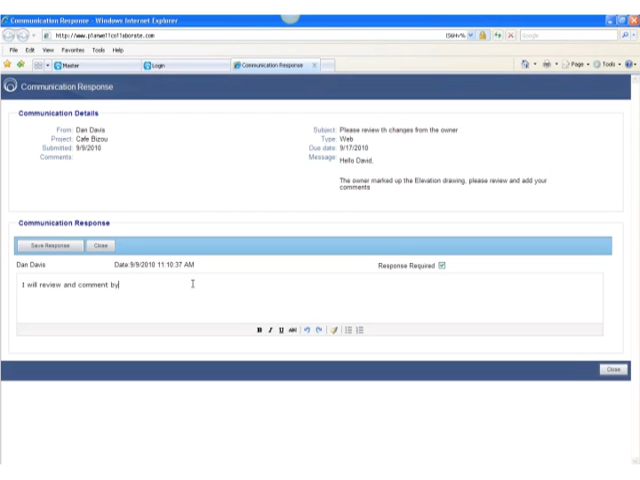 Communication Response - Windows Internet Explorer
http://www.planwellcollaborate.com
Google
File Edit View Favorites Tools Help
Master
Login
Communication Response X
Page
Tools
Communication Response
Communication Details
From: Dan Davis
Project: Cafe Bizou
Submitted: 9/9/2010
Comments:
Subject: Please review th changes from the owner
Type: Web
Due date: 9/17/2010
Message: Hello David,
The owner marked up the Elevation drawing, please review and add your
comments
Communication Response
Save Response
Close
Dan Davis
Date:9/9/2010 11:10:37 AM
Response Required
I will review and comment by
B I U ABC
Close